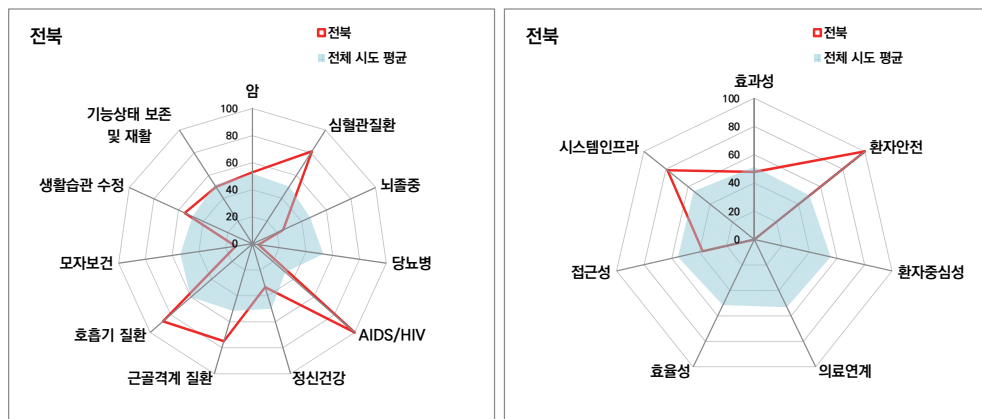 전북
전북
전체 시도 평균
암
100
80
60
40
20
0
심혈관질환
뇌졸중
당뇨병
AIDS/HIV
정신건강
근골격계 질환
호흡기 질환
모자보건
생활습관 수정
기능상태 보존
및 재활
전북
전북
전체 시도 평균
효과성
100
80
60
40
20
0
환자안전
환자중심성
의료연계
효율성
접근성
시스템인프라